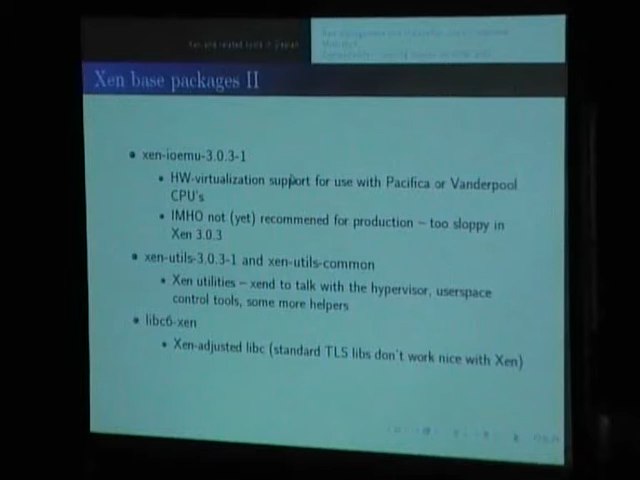 Xen base packages II
• xen-ioemu-3.0.3-1
• HW-virtualization support for use with Pacifica or Vanderpool
CPU's
• IMHO not (yet) recommened for production – too sloppy in
Xen 3.0.3
• xen-utils-3.0.3-1 and xen-utils-common
• Xen utilities – xend to talk with the hypervisor, userspace
control tools, some more helpers
• libc6-xen
• Xen-adjusted libc (standard TLS libs don't work nice with Xen)